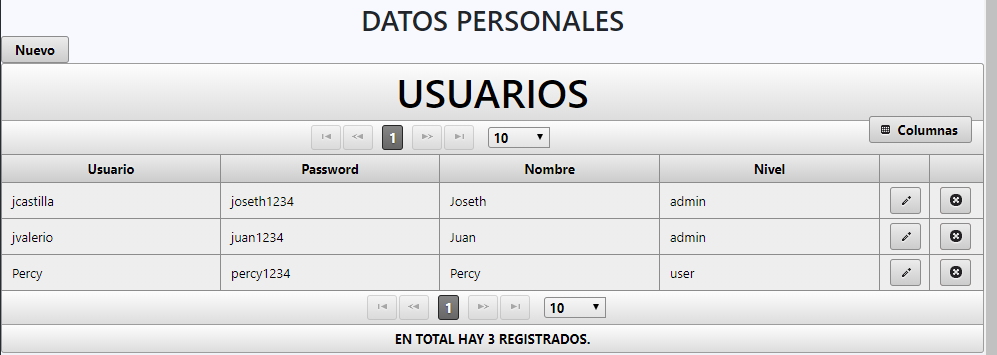 DATOS PERSONALES
Nuevo
USUARIOS
1 10
Columnas
Usuario Password Nombre Nivel
jcastilla joseth1234 Joseth admin
jvalerio juan1234 Juan admin
Percy percy1234 Percy user
1 10
EN TOTAL HAY 3 REGISTRADOS.